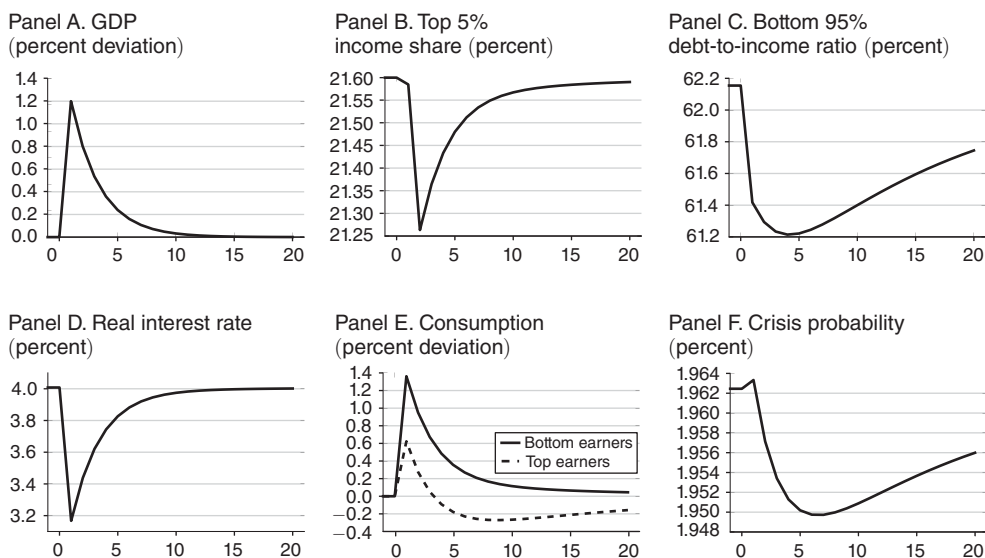 Panel A. GDP
(percent deviation)
1.4
1.2
1.0
0.8
0.6
0.4
0.2
0.0
0 5 10 15 20
Panel B. Top 5%
income share (percent)
21.60
21.55
21.50
21.45
21.40
21.35
21.30
21.25
0 5 10 15 20
Panel C. Bottom 95%
debt-to-income ratio (percent)
62.2
62.0
61.8
61.6
61.4
61.2
0 5 10 15 20
Panel D. Real interest rate
(percent)
4.0
3.8
3.6
3.4
3.2
0 5 10 15 20
Panel E. Consumption
(percent deviation)
1.4
1.2
1.0
0.8
0.6
0.4
0.2
0.0
−0.2
−0.4
Bottom earners
Top earners
0 5 10 15 20
Panel F. Crisis probability
(percent)
1.964
1.962
1.960
1.958
1.956
1.954
1.952
1.950
1.948
0 5 10 15 20